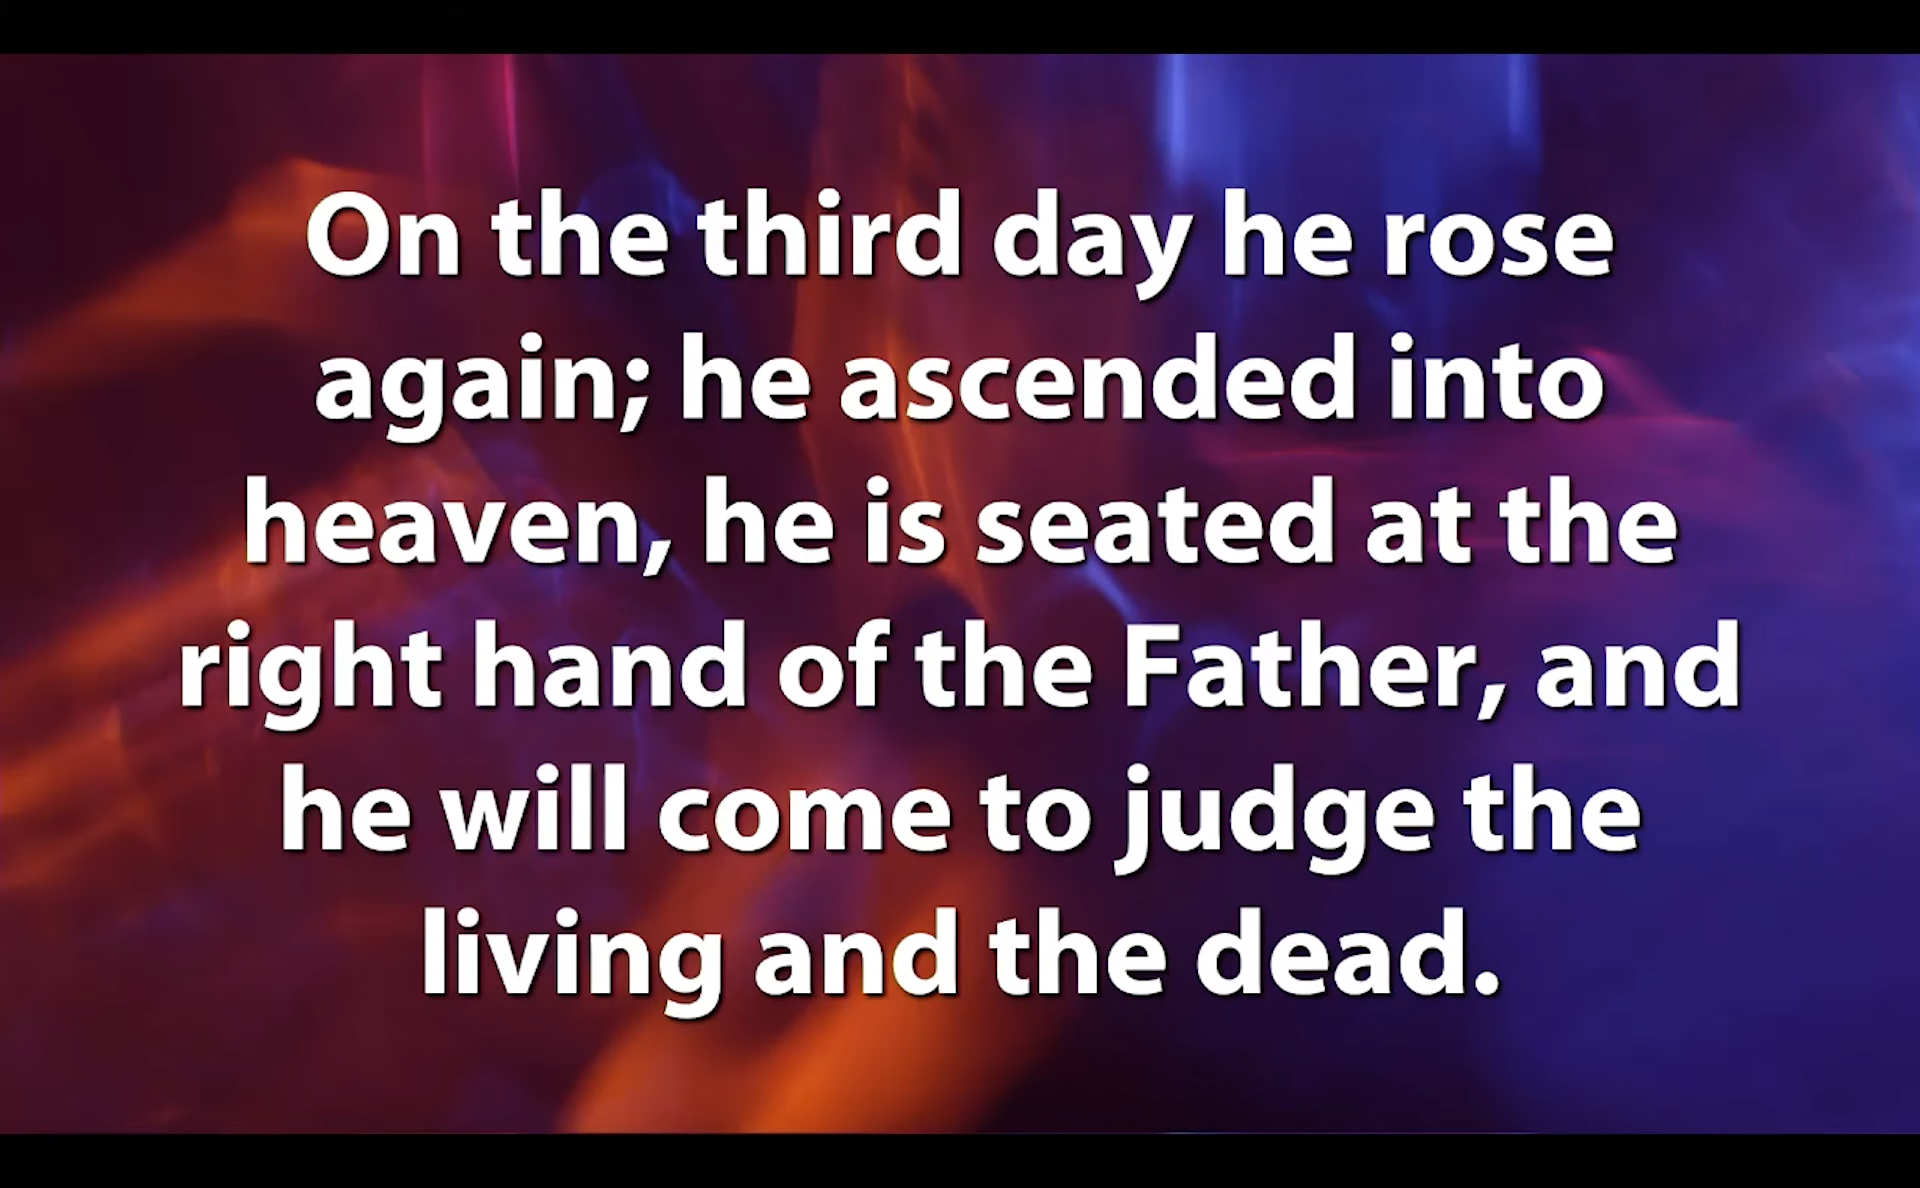 On the third day he rose
again; he ascended into
heaven, he is seated at the
right hand of the Father, and
he will come to judge the
living and the dead.